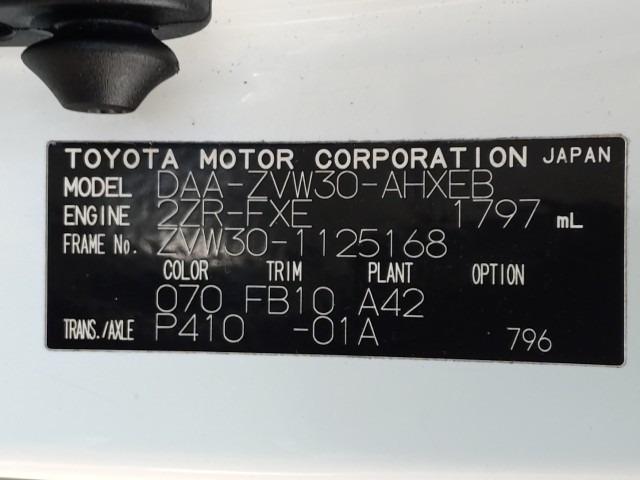 TOYOTA MOTOR CORPORATION JAPAN
MODEL DAA-ZVW30-AHXEB
ENGINE 2ZR-FXE 1797 mL
FRAME No. ZVW30-1125168
COLOR TRIM PLANT OPTION
070 FB10 A42
TRANS./AXLE P410 -01A 796